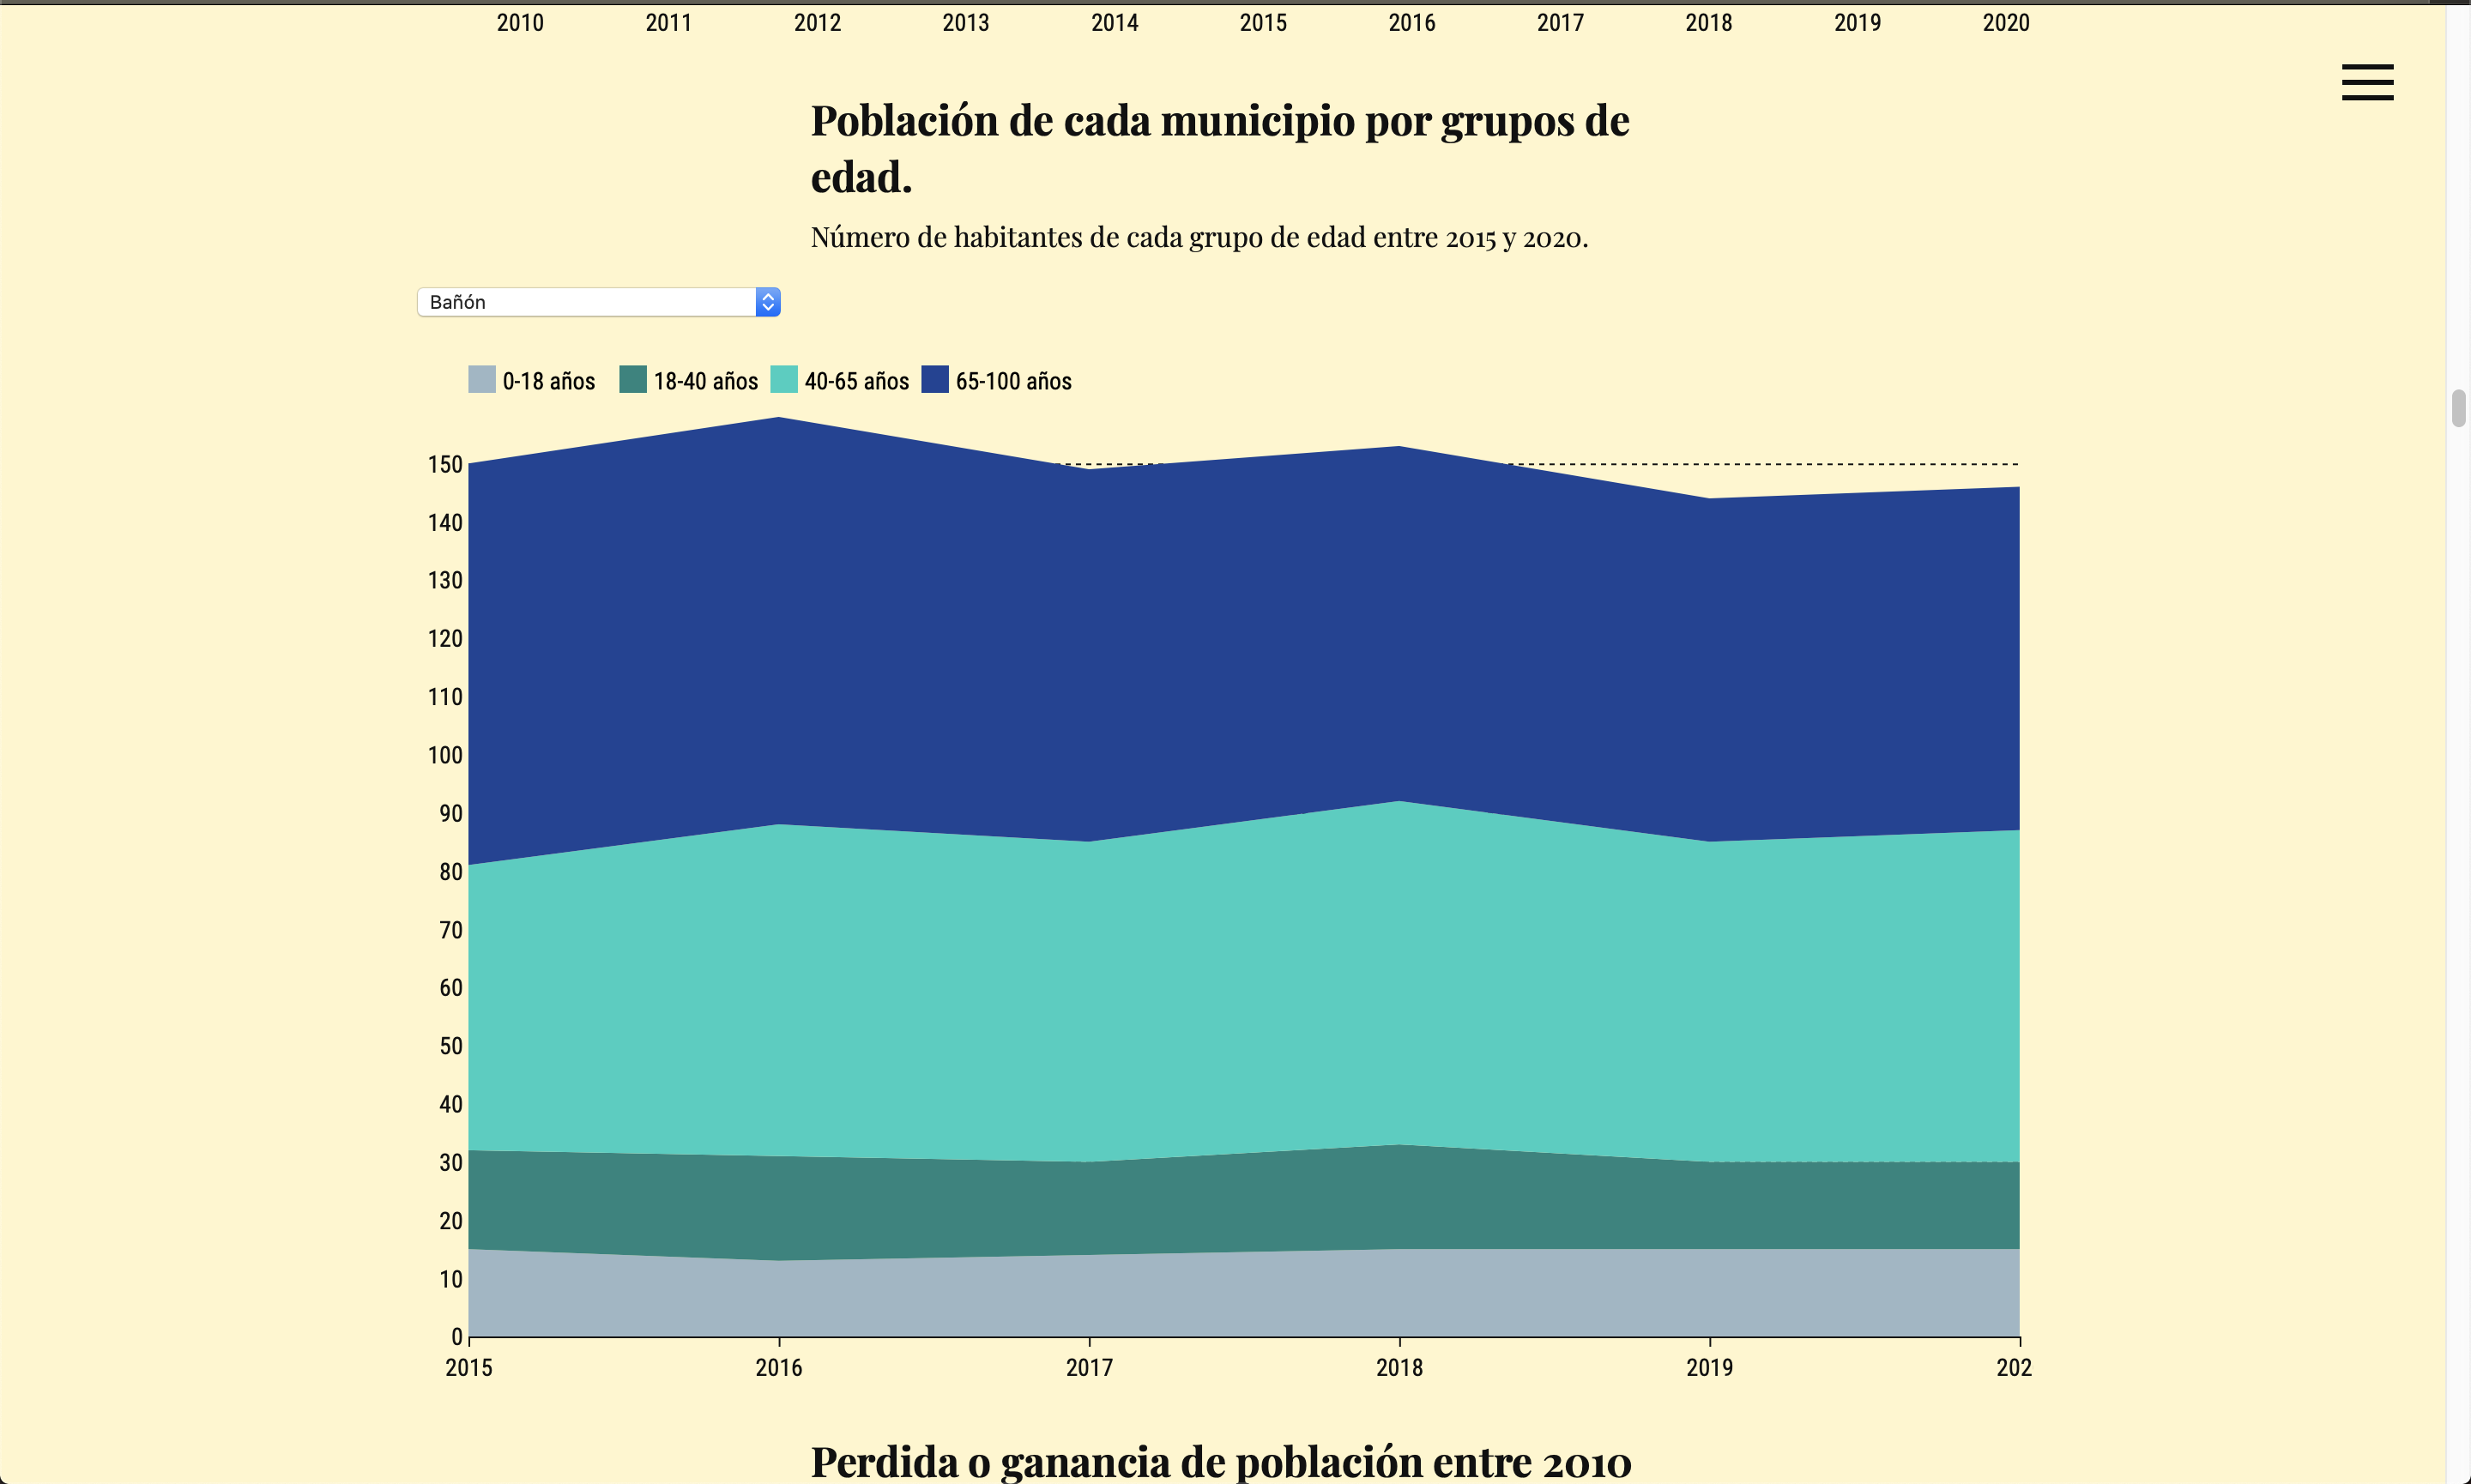 2010 2011 2012 2013 2014 2015 2016 2017 2018 2019 2020
Población de cada municipio por grupos de
edad.
Número de habitantes de cada grupo de edad entre 2015 y 2020.
Bañón
0-18 años 18-40 años 40-65 años 65-100 años
150
140
130
120
110
100
90
80
70
60
50
40
30
20
10
0
2015 2016 2017 2018 2019 202
Perdida o ganancia de población entre 2010